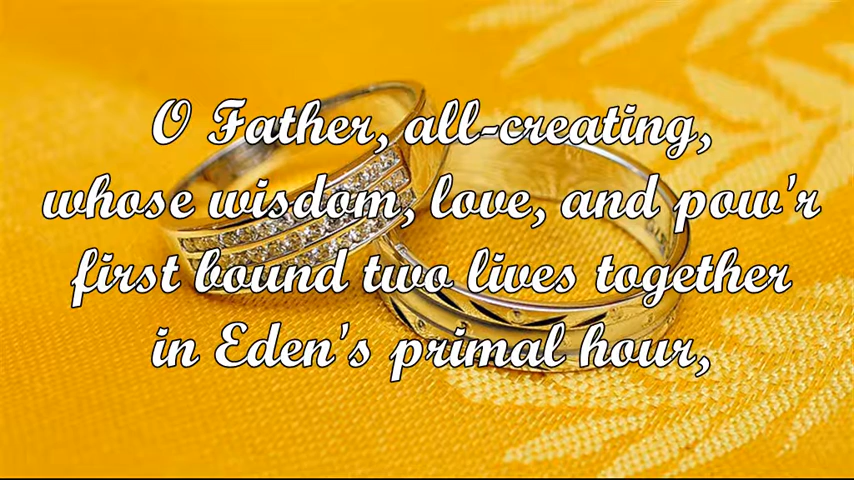 O Father, all-creating,
whose wisdom, love, and pow'r
first bound two lives together
in Eden's primal hour,